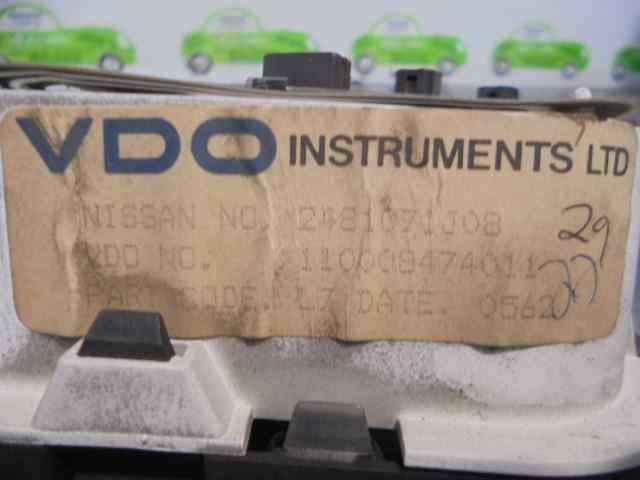 VDO INSTRUMENTS LTD
NISSAN NO. 2481071J08
VDO NO. 110008474011
PART CODE. L7 DATE. 0562
29